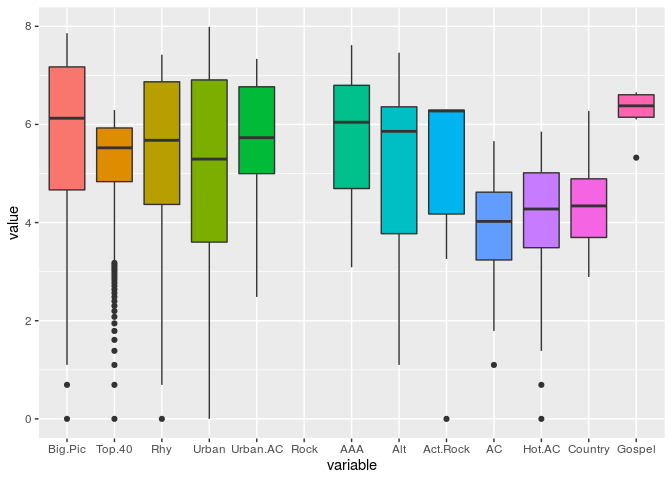 value
8
6
4
2
0
Big.Pic Top.40 Rhy Urban Urban.AC Rock AAA Alt Act.Rock AC Hot.AC Country Gospel
variable